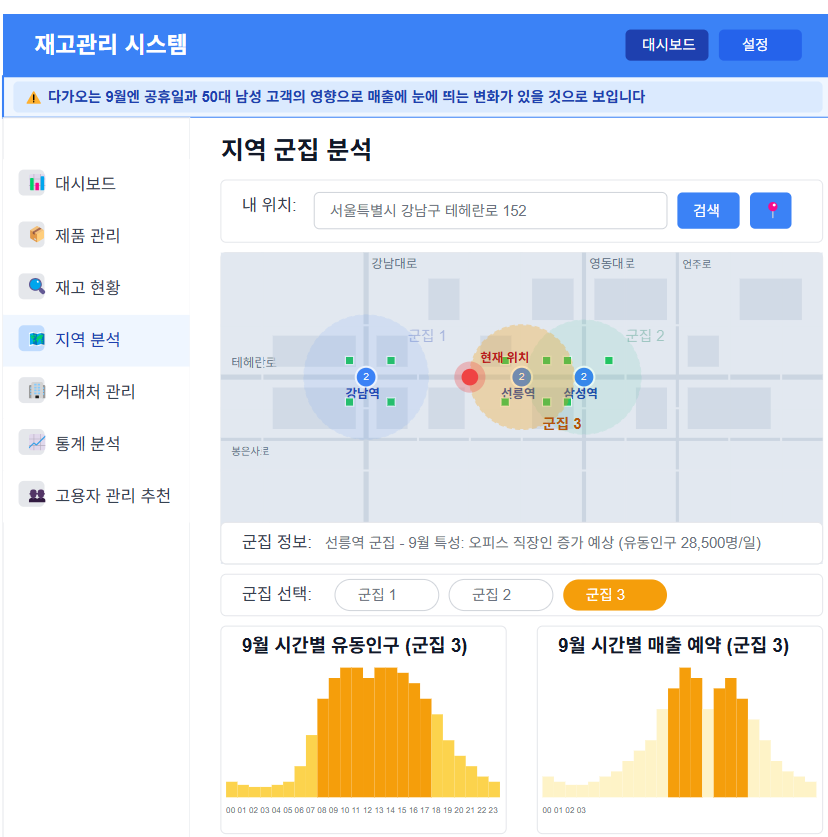 재고관리 시스템
대시보드
설정
⚠ 다가오는 9월엔 공휴일과 50대 남성 고객의 영향으로 매출에 눈에 띄는 변화가 있을 것으로 보입니다
대시보드
제품 관리
재고 현황
지역 분석
거래처 관리
통계 분석
고용자 관리 추천
지역 군집 분석
내 위치:
서울특별시 강남구 테헤란로 152
검색
강남대로
영동대로
언주로
군집 1
군집 2
현재 위치
테헤란로
2
2
2
강남역
선릉역
삼성역
군집 3
봉은사로
군집 정보:
선릉역 군집 - 9월 특성: 오피스 직장인 증가 예상 (유동인구 28,500명/일)
군집 선택:
군집 1
군집 2
군집 3
9월 시간별 유동인구 (군집 3)
00 01 02 03 04 05 06 07 08 09 10 11 12 13 14 15 16 17 18 19 20 21 22 23
9월 시간별 매출 예약 (군집 3)
00 01 02 03